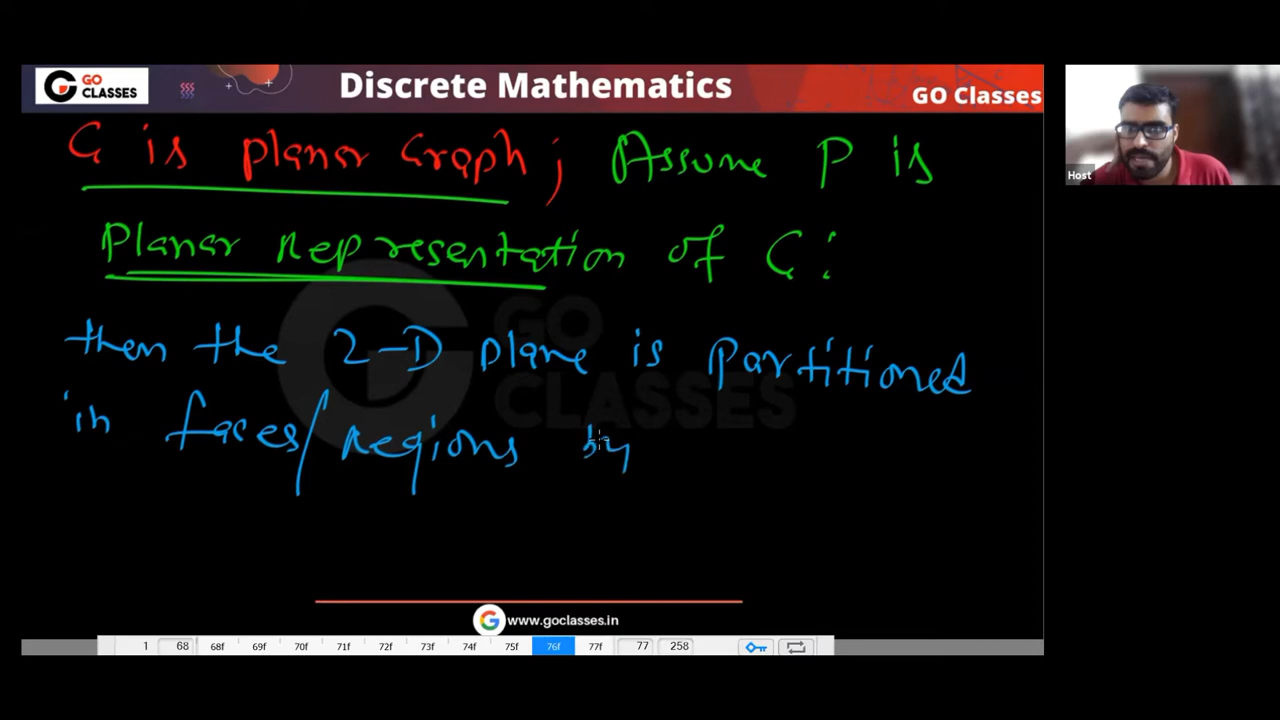 GO CLASSES
Discrete Mathematics
GO Classes
G is planar Graph; Assume P is
Planar Representation of G:
then the 2-D plane is partitioned
in faces/Regions by
GO CLASSES
www.goclasses.in
1 68 68f 69f 70f 71f 72f 73f 74f 75f 76f 77f 77 258
Host